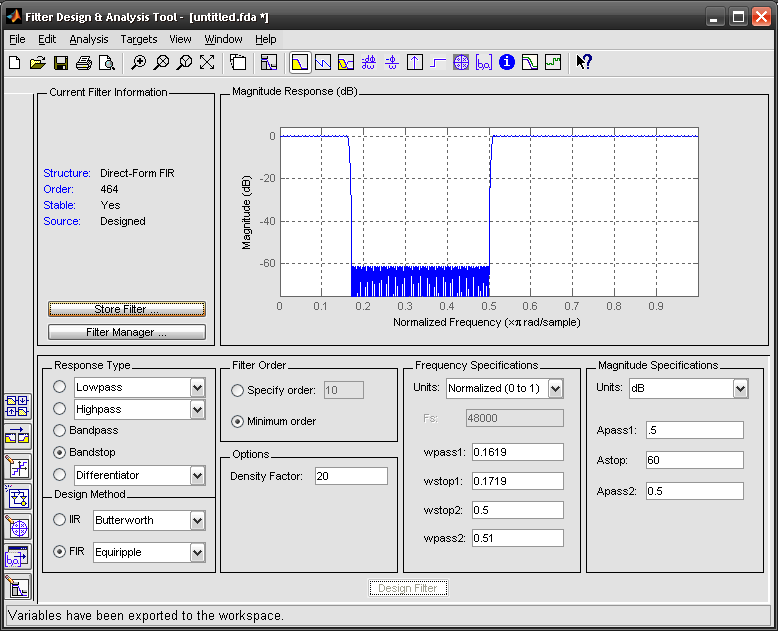 Filter Design & Analysis Tool - [untitled.fda *]
File Edit Analysis Targets View Window Help
Current Filter Information
Structure: Direct-Form FIR
Order: 464
Stable: Yes
Source: Designed
Store Filter ...
Filter Manager ...
Magnitude Response (dB)
Magnitude (dB)
0
-20
-40
-60
0 0.1 0.2 0.3 0.4 0.5 0.6 0.7 0.8 0.9
Normalized Frequency (×π rad/sample)
Response Type
Lowpass
Highpass
Bandpass
Bandstop
Differentiator
Design Method
IIR Butterworth
FIR Equiripple
Filter Order
Specify order: 10
Minimum order
Options
Density Factor: 20
Frequency Specifications
Units: Normalized (0 to 1)
Fs: 48000
wpass1: 0.1619
wstop1: 0.1719
wstop2: 0.5
wpass2: 0.51
Magnitude Specifications
Units: dB
Apass1: .5
Astop: 60
Apass2: 0.5
Design Filter
Variables have been exported to the workspace.